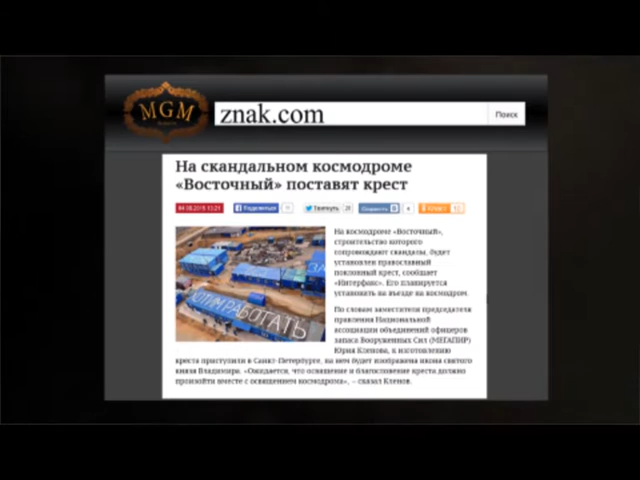 MGM
znak.com
Поиск
На скандальном космодроме
«Восточный» поставят крест
Поделиться
Твитнуть
Класс!
ХОТИМ РАБОТАТЬ
На космодроме «Восточный»,
строительство которого
сопровождают скандалы, будет
установлен православный
поклонный крест, сообщает
«Интерфакс». Его планируется
установить на въезде на космодром.
По словам заместителя председателя
правления Национальной
ассоциации объединений офицеров
запаса Вооруженных Сил (МЕГАПИР)
Юрия Кленова, к изготовлению
креста приступили в Санкт-Петербурге, на нем будет изображена икона святого
князя Владимира. «Ожидается, что освящение и благословение креста должно
произойти вместе с освящением космодрома», – сказал Кленов.